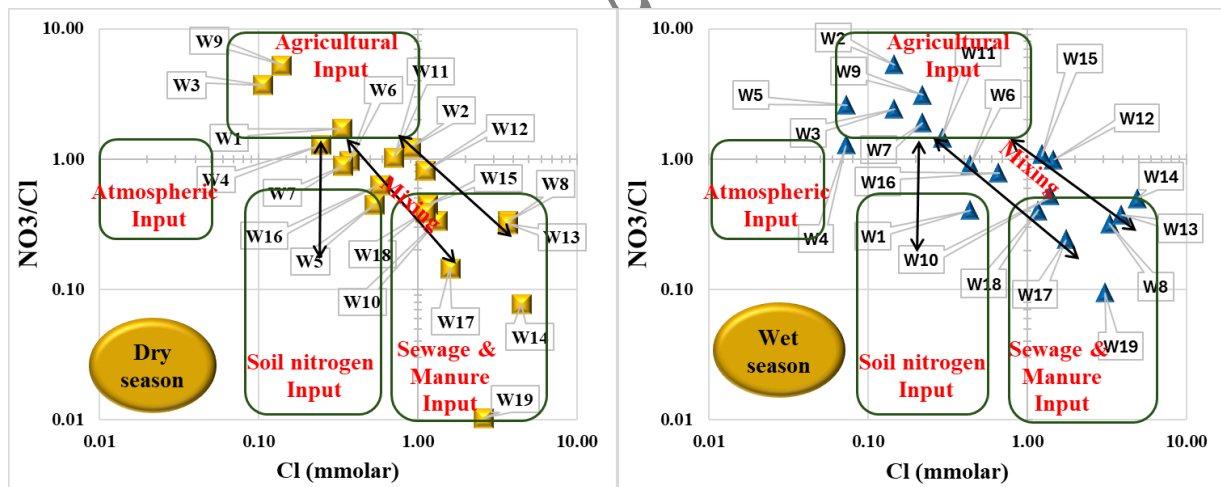 10.00
1.00
0.10
0.01
NO3/Cl
W9
W3
Agricultural
Input
W11
W6
W2
W1
W12
W4
W7
Atmospheric
Input
Mixing
W15
W8
W16
W5
W18
W13
W10
W17
W14
Dry
season
Soil nitrogen
Input
Sewage &
Manure
Input
W19
0.01
0.10
1.00
10.00
Cl (mmolar)
10.00
1.00
0.10
0.01
NO3/Cl
W2
Agricultural
Input
W11
W15
W9
W6
W5
W12
W3
W7
Atmospheric
Input
Mixing
W16
W14
W4
W1
W13
W10
W18
W17
W8
Wet
season
Soil nitrogen
Input
Sewage &
Manure
Input
W19
0.01
0.10
1.00
10.00
Cl (mmolar)